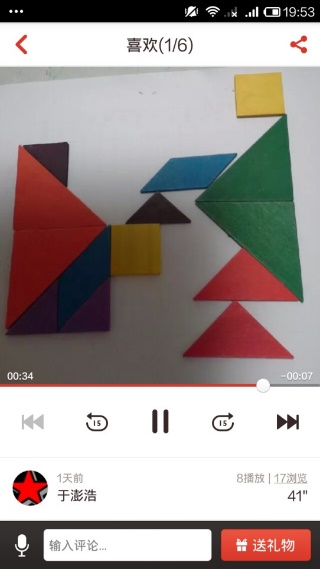 19:53
喜欢(1/6)
00:34
-00:07
15
15
1天前
8播放 | 17浏览
于澎浩
41"
输入评论...
送礼物